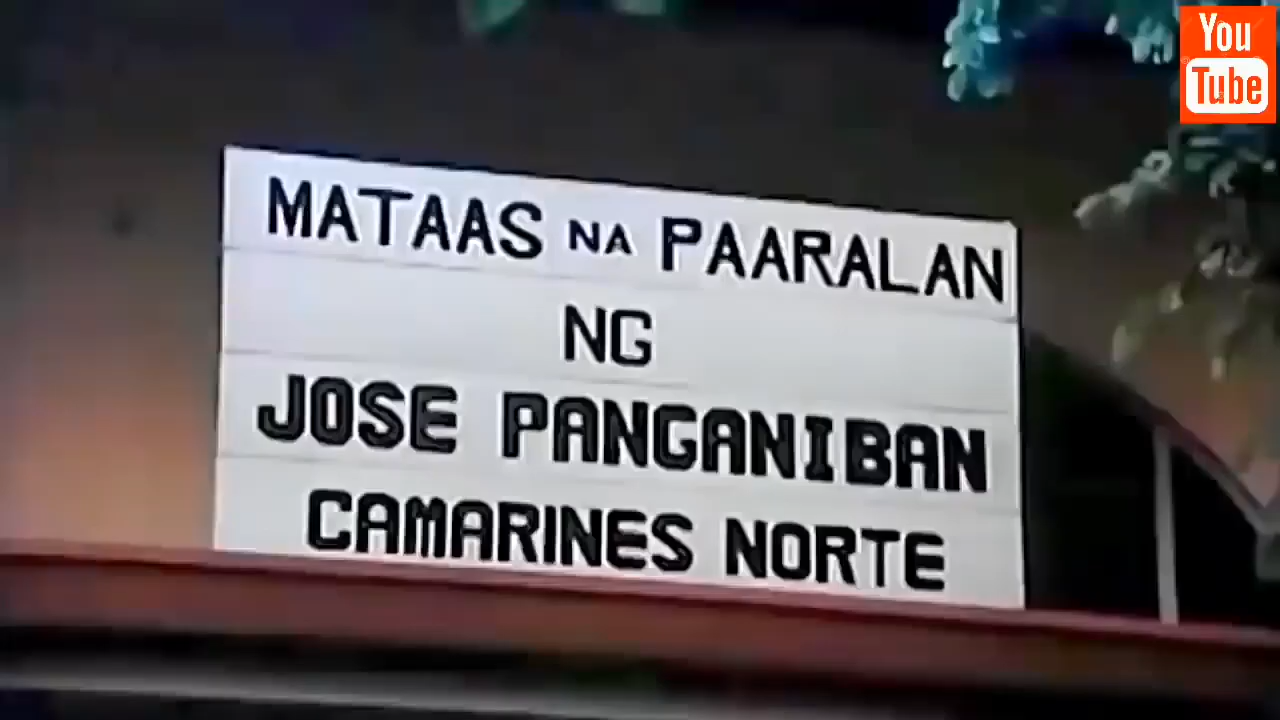 You
Tube
MATAAS NA PAARALAN
NG
JOSE PANGANIBAN
CAMARINES NORTE